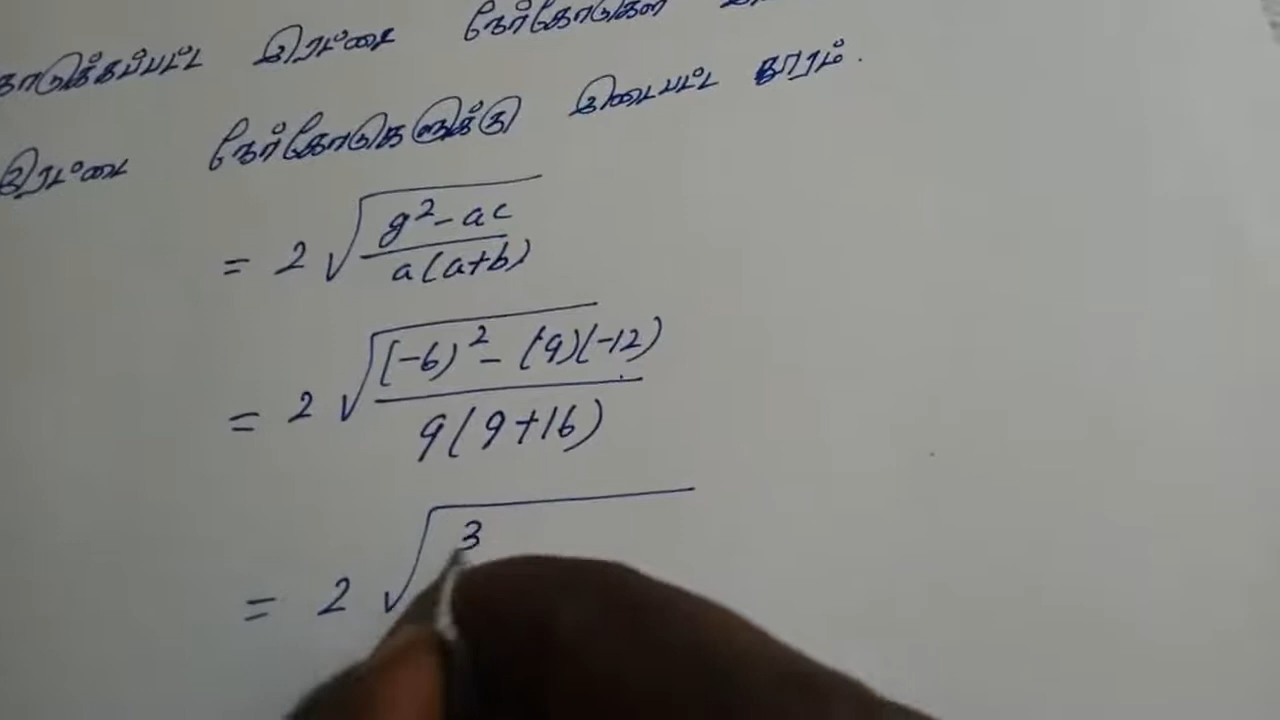 இரட்டை நேர்கோடுகள்
இரட்டை நேர்கோடுகளுக்கு இடைபட்ட தூரம்.
= 2 √(g² - ac / a(a+b))
= 2 √((-6)² - (9)(-12) / 9(9+16))
= 2 √(3